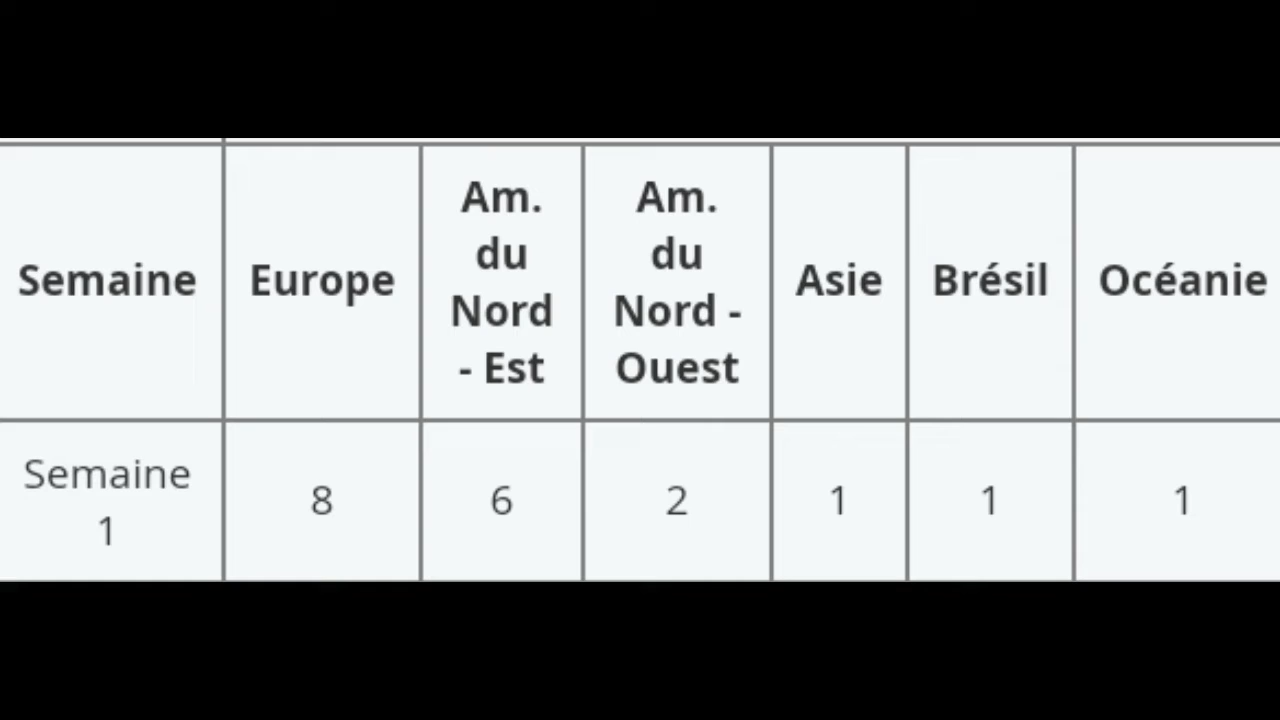 Semaine
Europe
Am.
du
Nord
- Est
Am.
du
Nord -
Ouest
Asie
Brésil
Océanie
Semaine
1
8
6
2
1
1
1